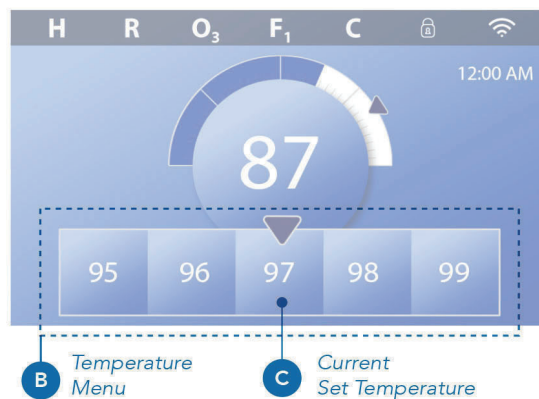 H R O₃ F₁ C
12:00 AM
87
95 96 97 98 99
B Temperature Menu
C Current Set Temperature